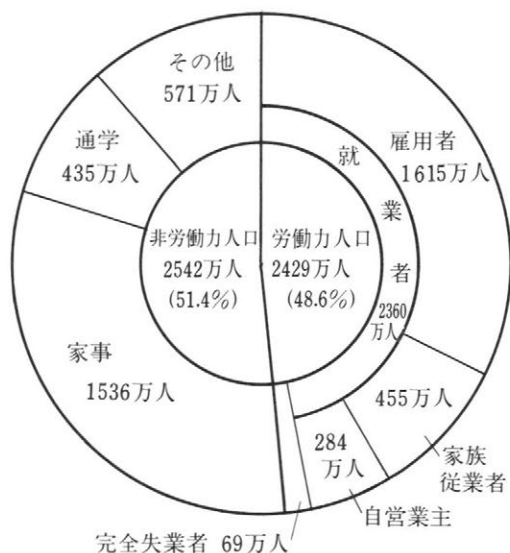 その他
571万人
通学
435万人
雇用者
1615万人
就業者
2360
万人
非労働力人口
2542万人
(51.4%)
労働力人口
2429万人
(48.6%)
家事
1536万人
455万人
家族
従業者
284
万人
自営業主
完全失業者 69万人